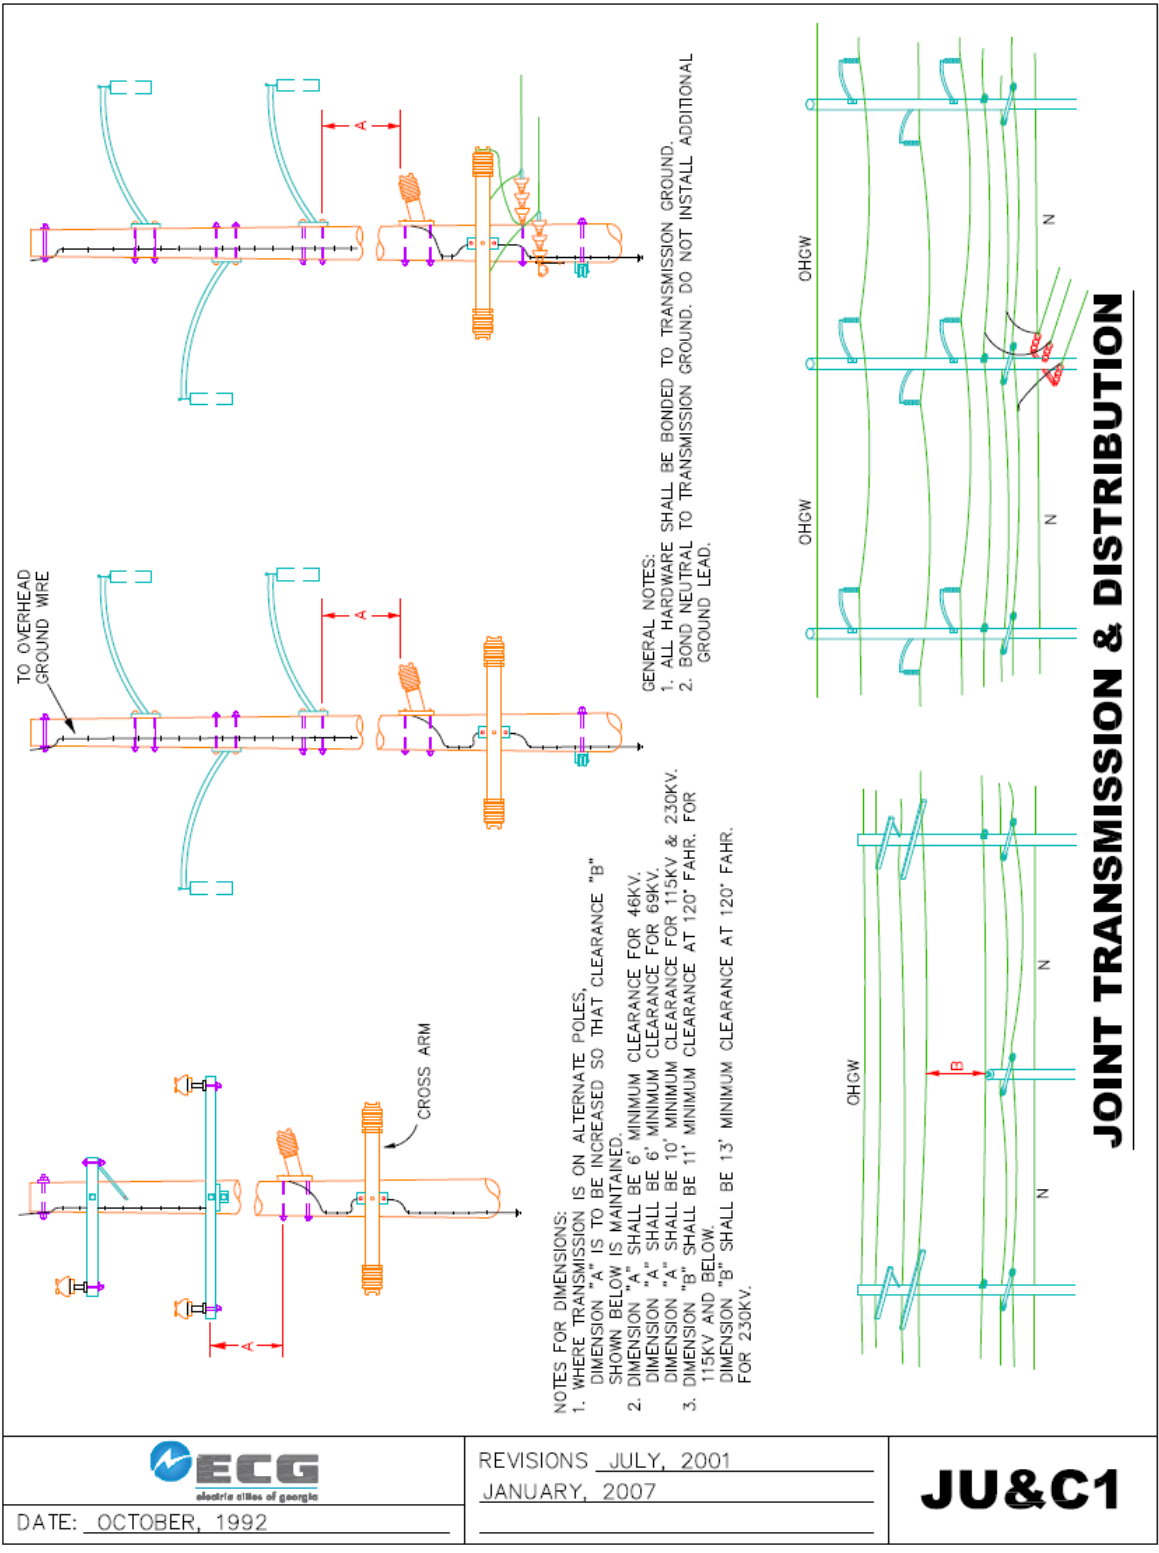 TO OVERHEAD
GROUND WIRE
A
A
A
CROSS ARM
GENERAL NOTES:
1. ALL HARDWARE SHALL BE BONDED TO TRANSMISSION GROUND.
2. BOND NEUTRAL TO TRANSMISSION GROUND. DO NOT INSTALL ADDITIONAL
GROUND LEAD.
NOTES FOR DIMENSIONS:
1. WHERE TRANSMISSION IS ON ALTERNATE POLES,
DIMENSION "A" IS TO BE INCREASED SO THAT CLEARANCE "B"
SHOWN BELOW IS MAINTAINED.
2. DIMENSION "A" SHALL BE 6' MINIMUM CLEARANCE FOR 46KV.
DIMENSION "A" SHALL BE 6' MINIMUM CLEARANCE FOR 69KV.
DIMENSION "A" SHALL BE 10' MINIMUM CLEARANCE FOR 115KV & 230KV.
3. DIMENSION "B" SHALL BE 11' MINIMUM CLEARANCE AT 120° FAHR. FOR
115KV AND BELOW.
DIMENSION "B" SHALL BE 13' MINIMUM CLEARANCE AT 120° FAHR.
FOR 230KV.
OHGW
B
N
N
OHGW
OHGW
N
N
JOINT TRANSMISSION & DISTRIBUTION
ECG
electric cities of georgia
DATE: OCTOBER, 1992
REVISIONS JULY, 2001
JANUARY, 2007
JU&C1